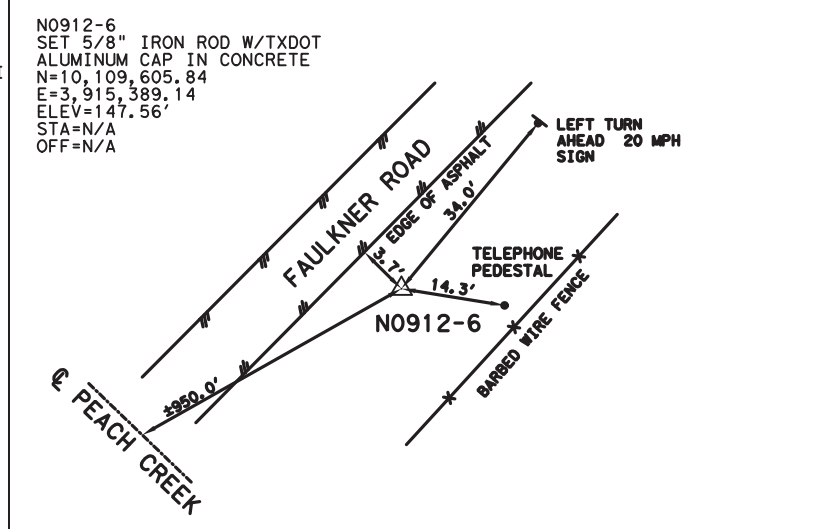 N0912-6
SET 5/8" IRON ROD W/TXDOT
ALUMINUM CAP IN CONCRETE
N=10,109,605.84
E=3,915,389.14
ELEV=147.56'
STA=N/A
OFF=N/A
LEFT TURN
AHEAD 20 MPH
SIGN
FAULKNER ROAD
EDGE OF ASPHALT
34.0'
3.7'
TELEPHONE
PEDESTAL
14.3'
N0912-6
BARBED WIRE FENCE
±950.0'
℄ PEACH CREEK